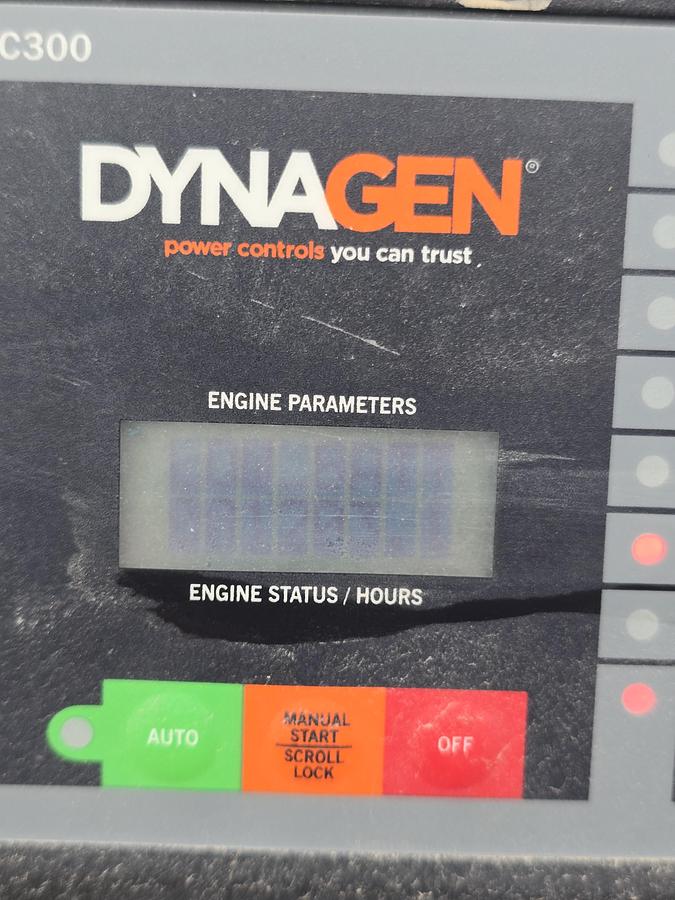 C300
DYNAGEN®
power controls you can trust
ENGINE PARAMETERS
ENGINE STATUS / HOURS
AUTO
MANUAL
START
SCROLL
LOCK
OFF